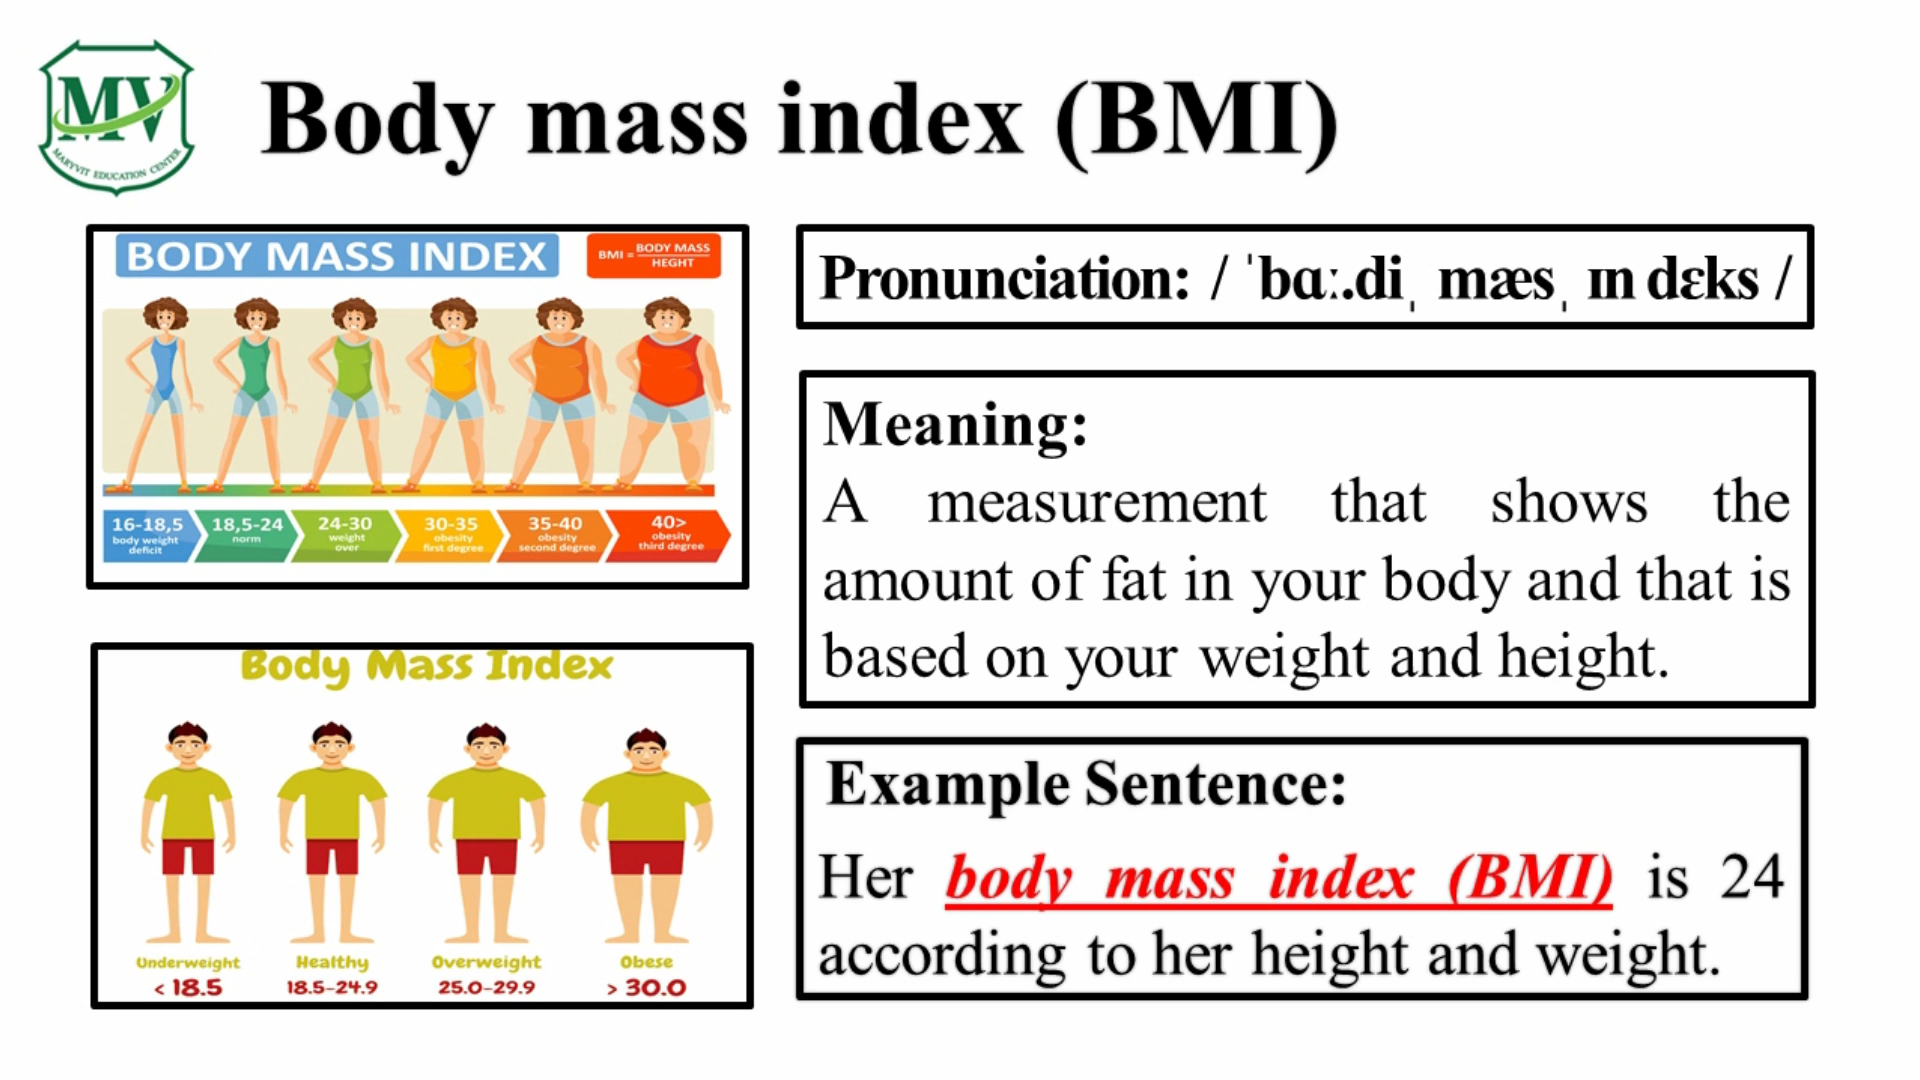 MV
MARYVIT EDUCATION CENTER
Body mass index (BMI)
BODY MASS INDEX
BMI = BODY MASS
HEGHT
16-18,5
body weight
deficit
18,5-24
norm
24-30
weight
over
30-35
obesity
first degree
35-40
obesity
second degree
40>
obesity
third degree
Body Mass Index
Underweight
< 18.5
Healthy
18.5-24.9
Overweight
25.0-29.9
Obese
> 30.0
Pronunciation: / ˈbɑː.diˌ mæsˌ ɪn dɛks /
Meaning:
A measurement that shows the
amount of fat in your body and that is
based on your weight and height.
Example Sentence:
Her body mass index (BMI) is 24
according to her height and weight.